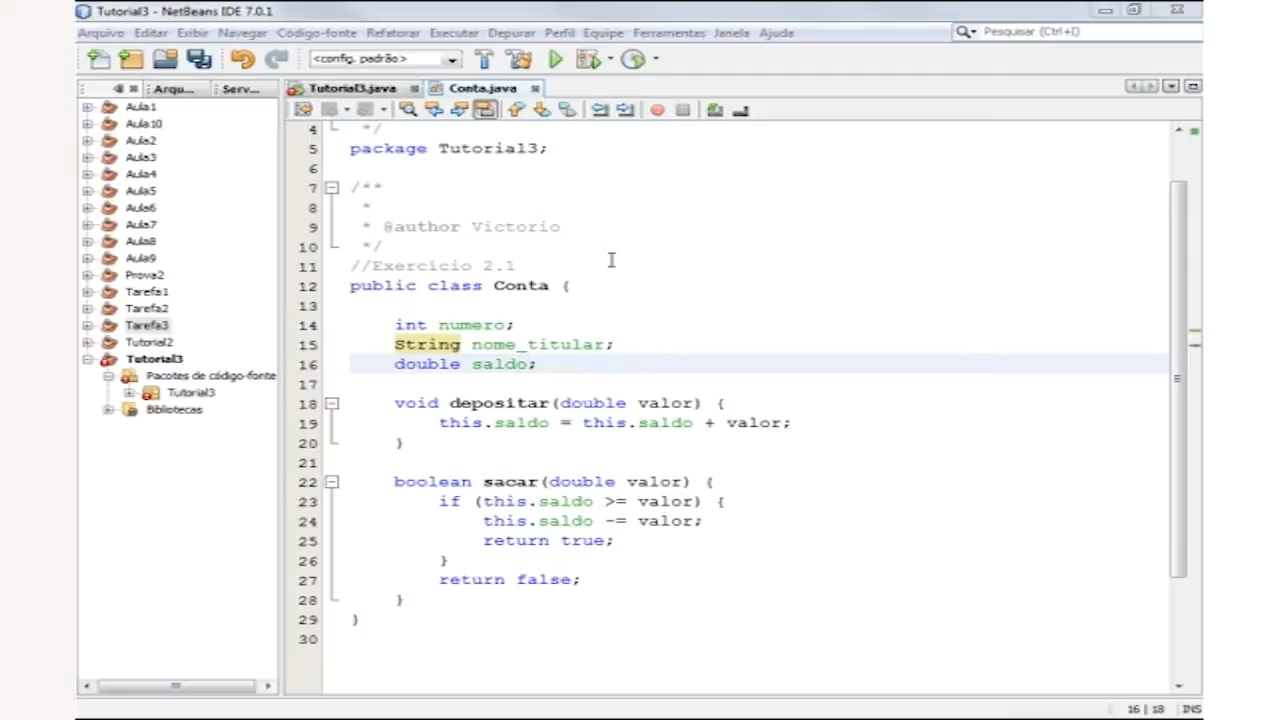 Tutorial3 - NetBeans IDE 7.0.1
Arquivo Editar Exibir Navegar Código-fonte Refatorar Executar Depurar Perfil Equipe Ferramentas Janela Ajuda
Pesquisar (Ctrl+I)
<config. padrão>
Arqu... Serv...
Tutorial3.java Conta.java
Aula1
Aula10
Aula2
Aula3
Aula4
Aula5
Aula6
Aula7
Aula8
Aula9
Prova2
Tarefa1
Tarefa2
Tarefa3
Tutorial2
Tutorial3
Pacotes de código-fonte
Tutorial3
Bibliotecas
4 */
5 package Tutorial3;
6
7 /**
8 *
9 * @author Victorio
10 */
11 //Exercício 2.1
12 public class Conta {
13
14 int numero;
15 String nome_titular;
16 double saldo;
17
18 void depositar(double valor) {
19 this.saldo = this.saldo + valor;
20 }
21
22 boolean sacar(double valor) {
23 if (this.saldo >= valor) {
24 this.saldo -= valor;
25 return true;
26 }
27 return false;
28 }
29 }
30
16 | 18 INS